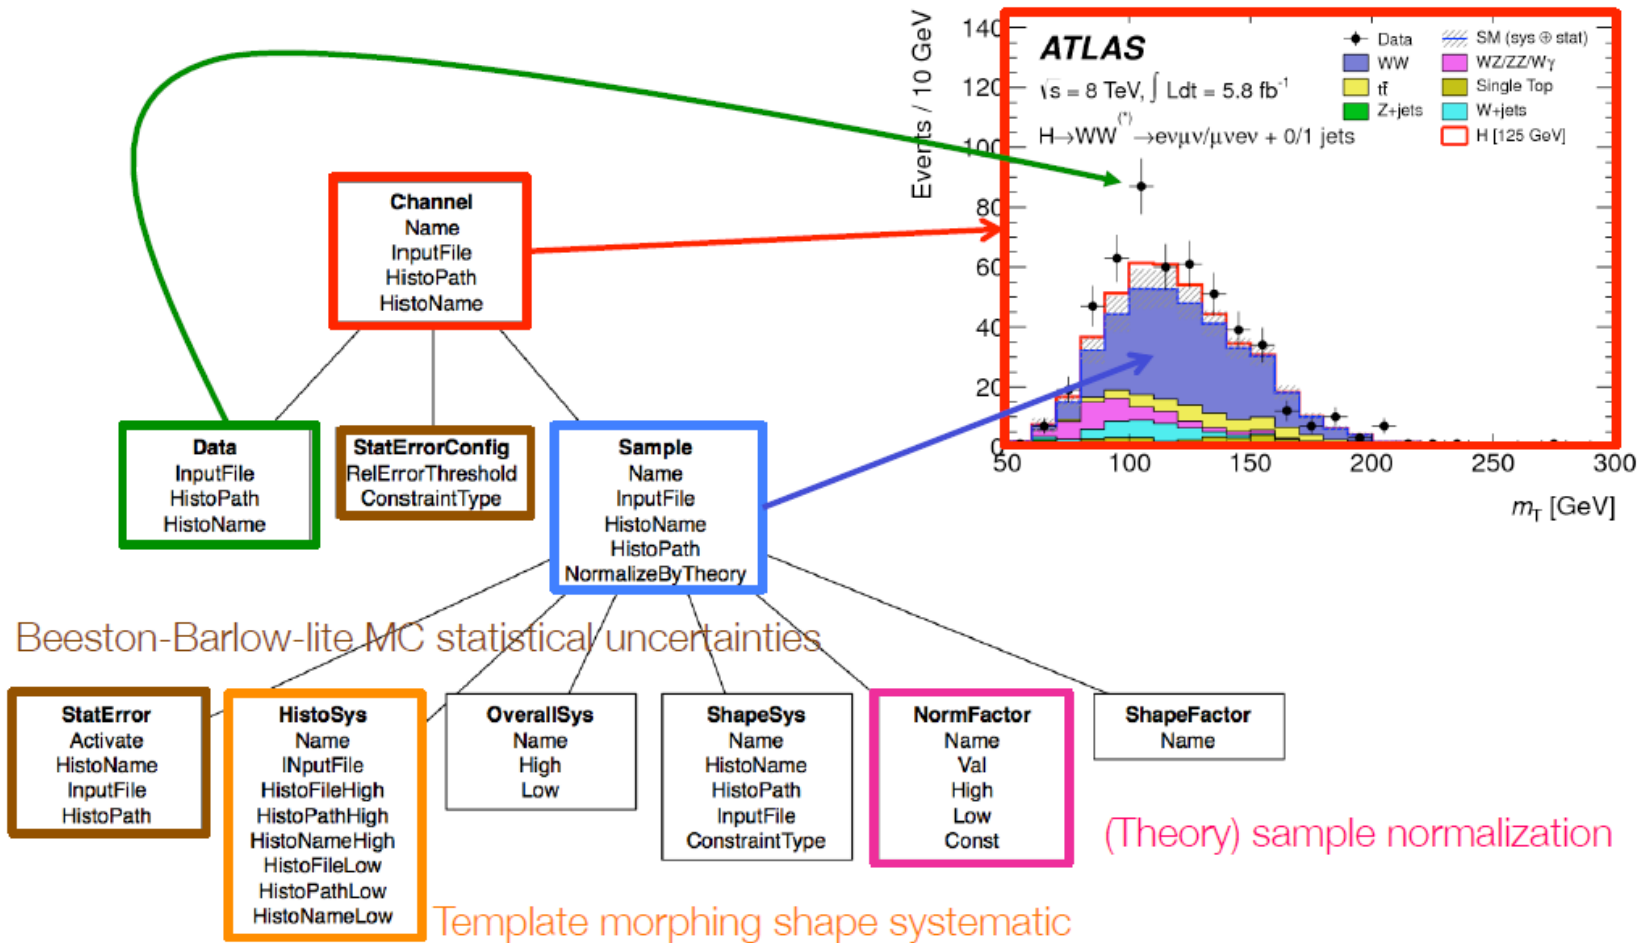 Events / 10 GeV
140
120
100
80
60
40
20
0
50
100
150
200
250
300
mT [GeV]
ATLAS
√s = 8 TeV, ∫ Ldt = 5.8 fb-1
H→WW(*)→eνμν/μνeν + 0/1 jets
Data
WW
tt̄
Z+jets
SM (sys ⊕ stat)
WZ/ZZ/Wγ
Single Top
W+jets
H [125 GeV]
Channel
Name
InputFile
HistoPath
HistoName
Data
InputFile
HistoPath
HistoName
StatErrorConfig
RelErrorThreshold
ConstraintType
Sample
Name
InputFile
HistoName
HistoPath
NormalizeByTheory
Beeston-Barlow-lite MC statistical uncertainties
StatError
Activate
HistoName
InputFile
HistoPath
HistoSys
Name
INputFile
HistoFileHigh
HistoPathHigh
HistoNameHigh
HistoFileLow
HistoPathLow
HistoNameLow
OverallSys
Name
High
Low
ShapeSys
Name
HistoName
HistoPath
InputFile
ConstraintType
NormFactor
Name
Val
High
Low
Const
ShapeFactor
Name
(Theory) sample normalization
Template morphing shape systematic